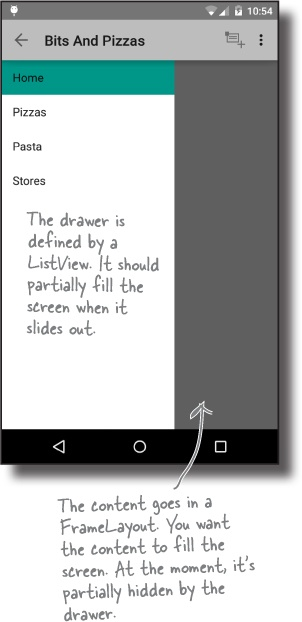 10:54
Bits And Pizzas
Home
Pizzas
Pasta
Stores
The drawer is
defined by a
ListView. It should
partially fill the
screen when it
slides out.
The content goes in a
FrameLayout. You want
the content to fill the
screen. At the moment, it's
partially hidden by the
drawer.